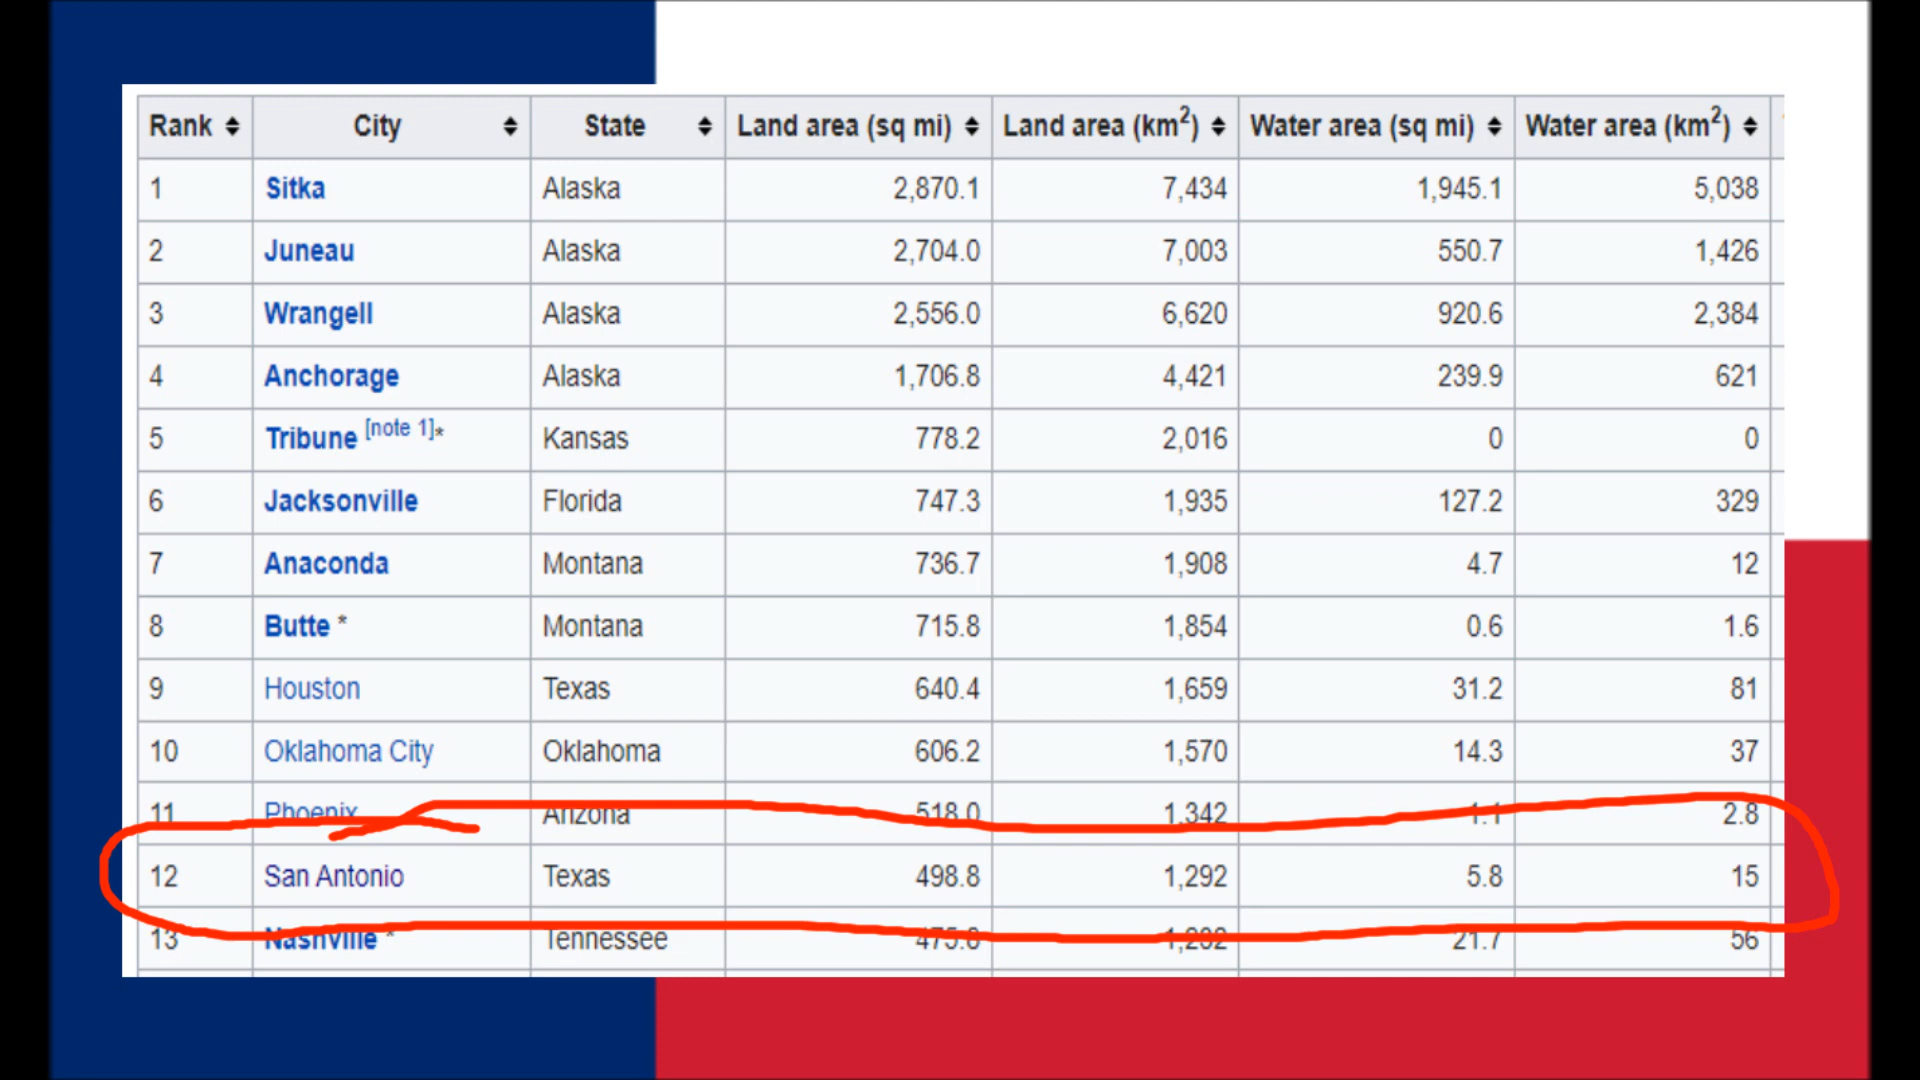 Rank City State Land area (sq mi) Land area (km²) Water area (sq mi) Water area (km²)
1 Sitka Alaska 2,870.1 7,434 1,945.1 5,038
2 Juneau Alaska 2,704.0 7,003 550.7 1,426
3 Wrangell Alaska 2,556.0 6,620 920.6 2,384
4 Anchorage Alaska 1,706.8 4,421 239.9 621
5 Tribune [note 1]* Kansas 778.2 2,016 0 0
6 Jacksonville Florida 747.3 1,935 127.2 329
7 Anaconda Montana 736.7 1,908 4.7 12
8 Butte * Montana 715.8 1,854 0.6 1.6
9 Houston Texas 640.4 1,659 31.2 81
10 Oklahoma City Oklahoma 606.2 1,570 14.3 37
11 Phoenix Arizona 518.0 1,342 1.1 2.8
12 San Antonio Texas 498.8 1,292 5.8 15
13 Nashville * Tennessee 21.7 56